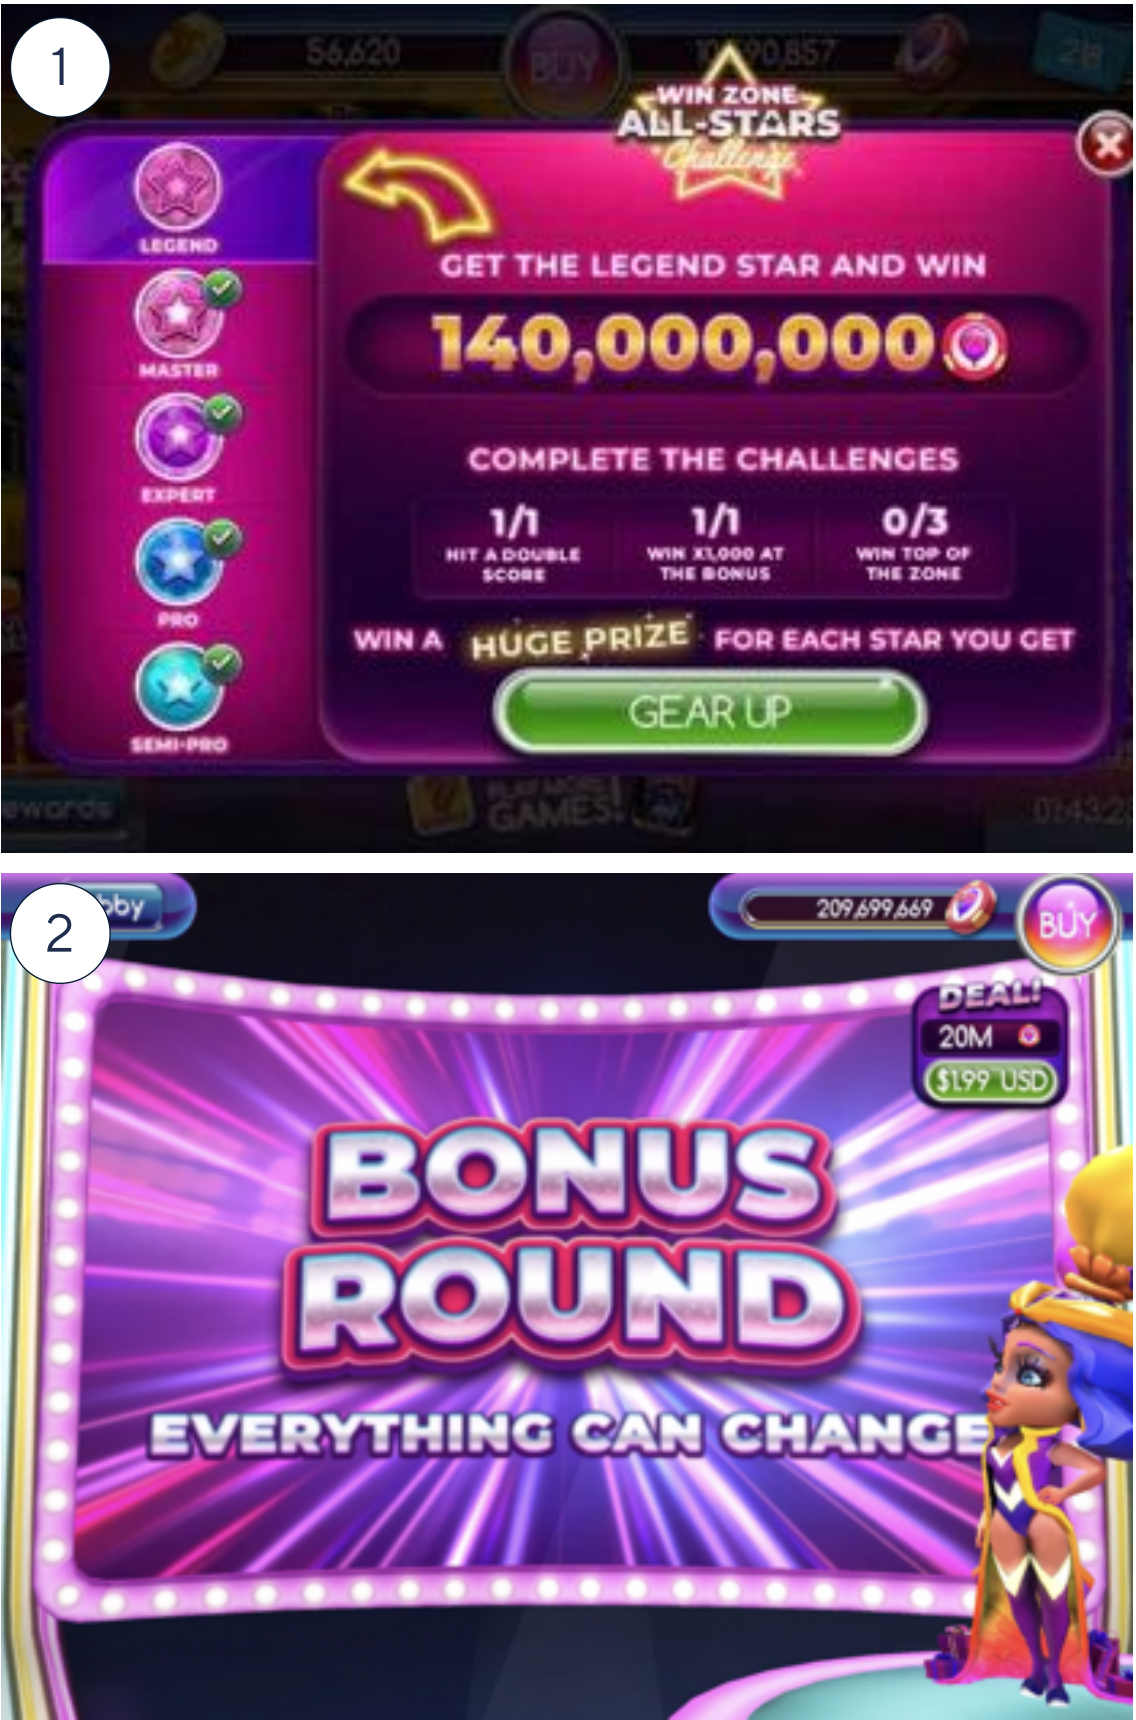 1
56,620
BUY
28
WIN ZONE
ALL-STARS
Challenge
LEGEND
MASTER
EXPERT
PRO
SEMI-PRO
GET THE LEGEND STAR AND WIN
140,000,000
COMPLETE THE CHALLENGES
1/1 1/1 0/3
HIT A DOUBLE WIN X1,000 AT WIN TOP OF
SCORE THE BONUS THE ZONE
WIN A HUGE PRIZE FOR EACH STAR YOU GET
GEAR UP
ewards
PLAY MORE
GAMES!
2
bby
209,699,669
BUY
DEAL!
20M
$1.99 USD
BONUS
ROUND
EVERYTHING CAN CHANGE